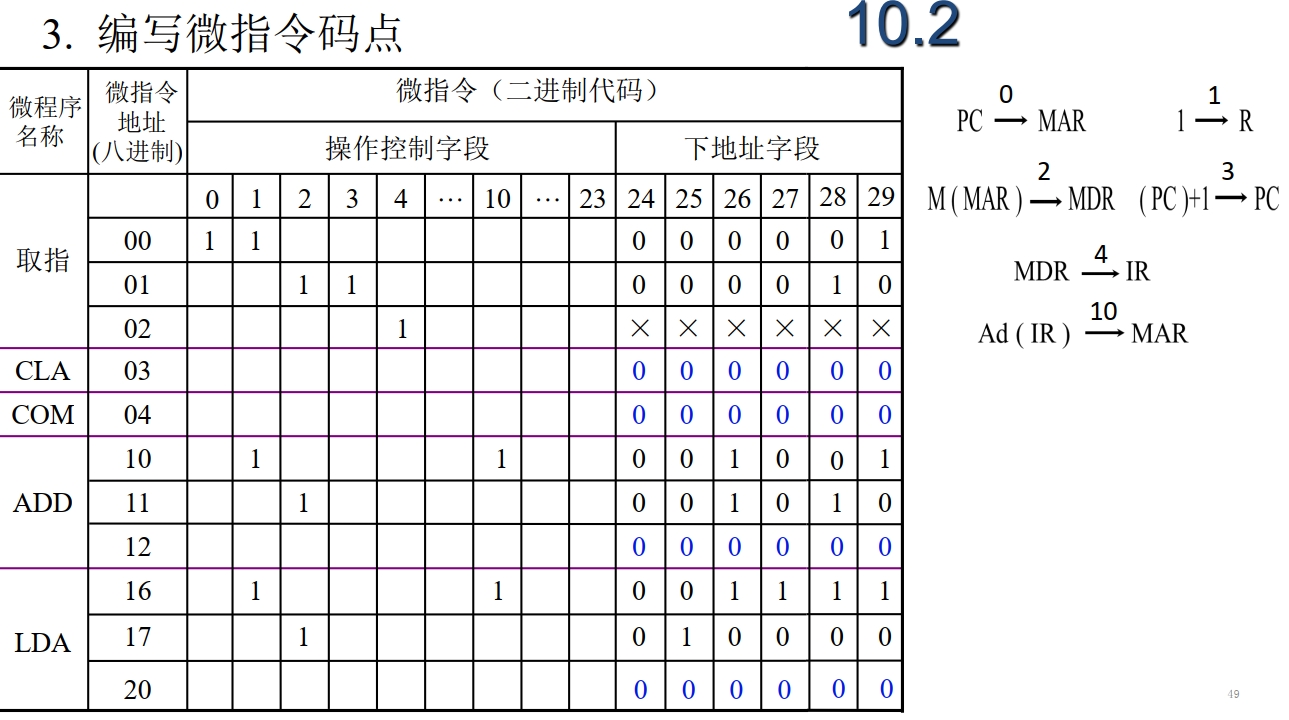 3. 编写微指令码点
10.2
微程序名称 微指令地址(八进制) 微指令（二进制代码）
操作控制字段 下地址字段
0 1 2 3 4 … 10 … 23 24 25 26 27 28 29
取指
00 1 1 0 0 0 0 0 1
01 1 1 0 0 0 0 1 0
02 1 × × × × × ×
CLA 03 0 0 0 0 0 0
COM 04 0 0 0 0 0 0
ADD
10 1 1 0 0 1 0 0 1
11 1 0 0 1 0 1 0
12 0 0 0 0 0 0
LDA
16 1 1 0 0 1 1 1 1
17 1 0 1 0 0 0 0
20 0 0 0 0 0 0
0 1
PC → MAR 1 → R
2 3
M ( MAR ) → MDR ( PC )+1 → PC
4
MDR → IR
10
Ad ( IR ) → MAR
49